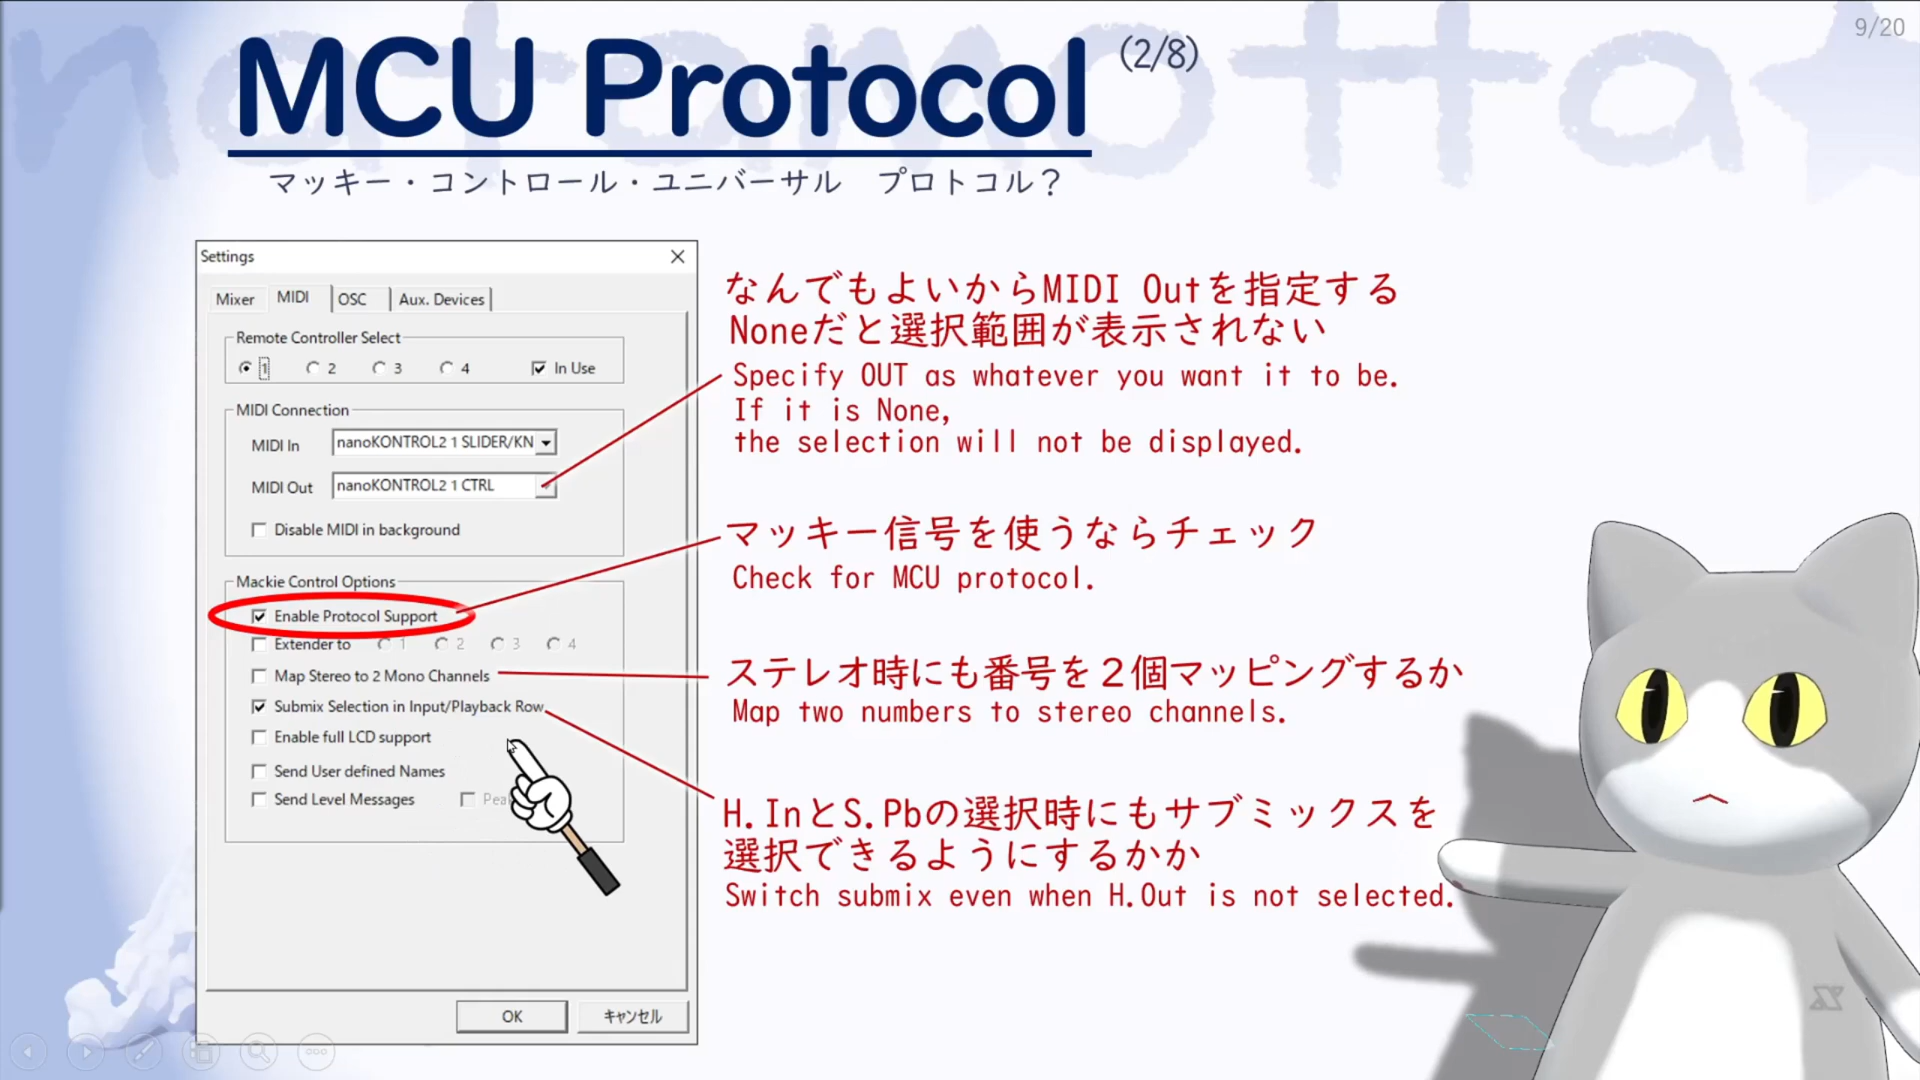 natamotta
9/20
MCU Protocol (2/8)
マッキー・コントロール・ユニバーサル　プロトコル？
Settings
Mixer MIDI OSC Aux. Devices
Remote Controller Select
1 2 3 4 In Use
MIDI Connection
MIDI In nanoKONTROL2 1 SLIDER/KN
MIDI Out nanoKONTROL2 1 CTRL
Disable MIDI in background
Mackie Control Options
Enable Protocol Support
Extender to 1 2 3 4
Map Stereo to 2 Mono Channels
Submix Selection in Input/Playback Row
Enable full LCD support
Send User defined Names
Send Level Messages
OK キャンセル
なんでもよいからMIDI Outを指定する
Noneだと選択範囲が表示されない
Specify OUT as whatever you want it to be.
If it is None,
the selection will not be displayed.
マッキー信号を使うならチェック
Check for MCU protocol.
ステレオ時にも番号を２個マッピングするか
Map two numbers to stereo channels.
H.InとS.Pbの選択時にもサブミックスを
選択できるようにするかか
Switch submix even when H.Out is not selected.